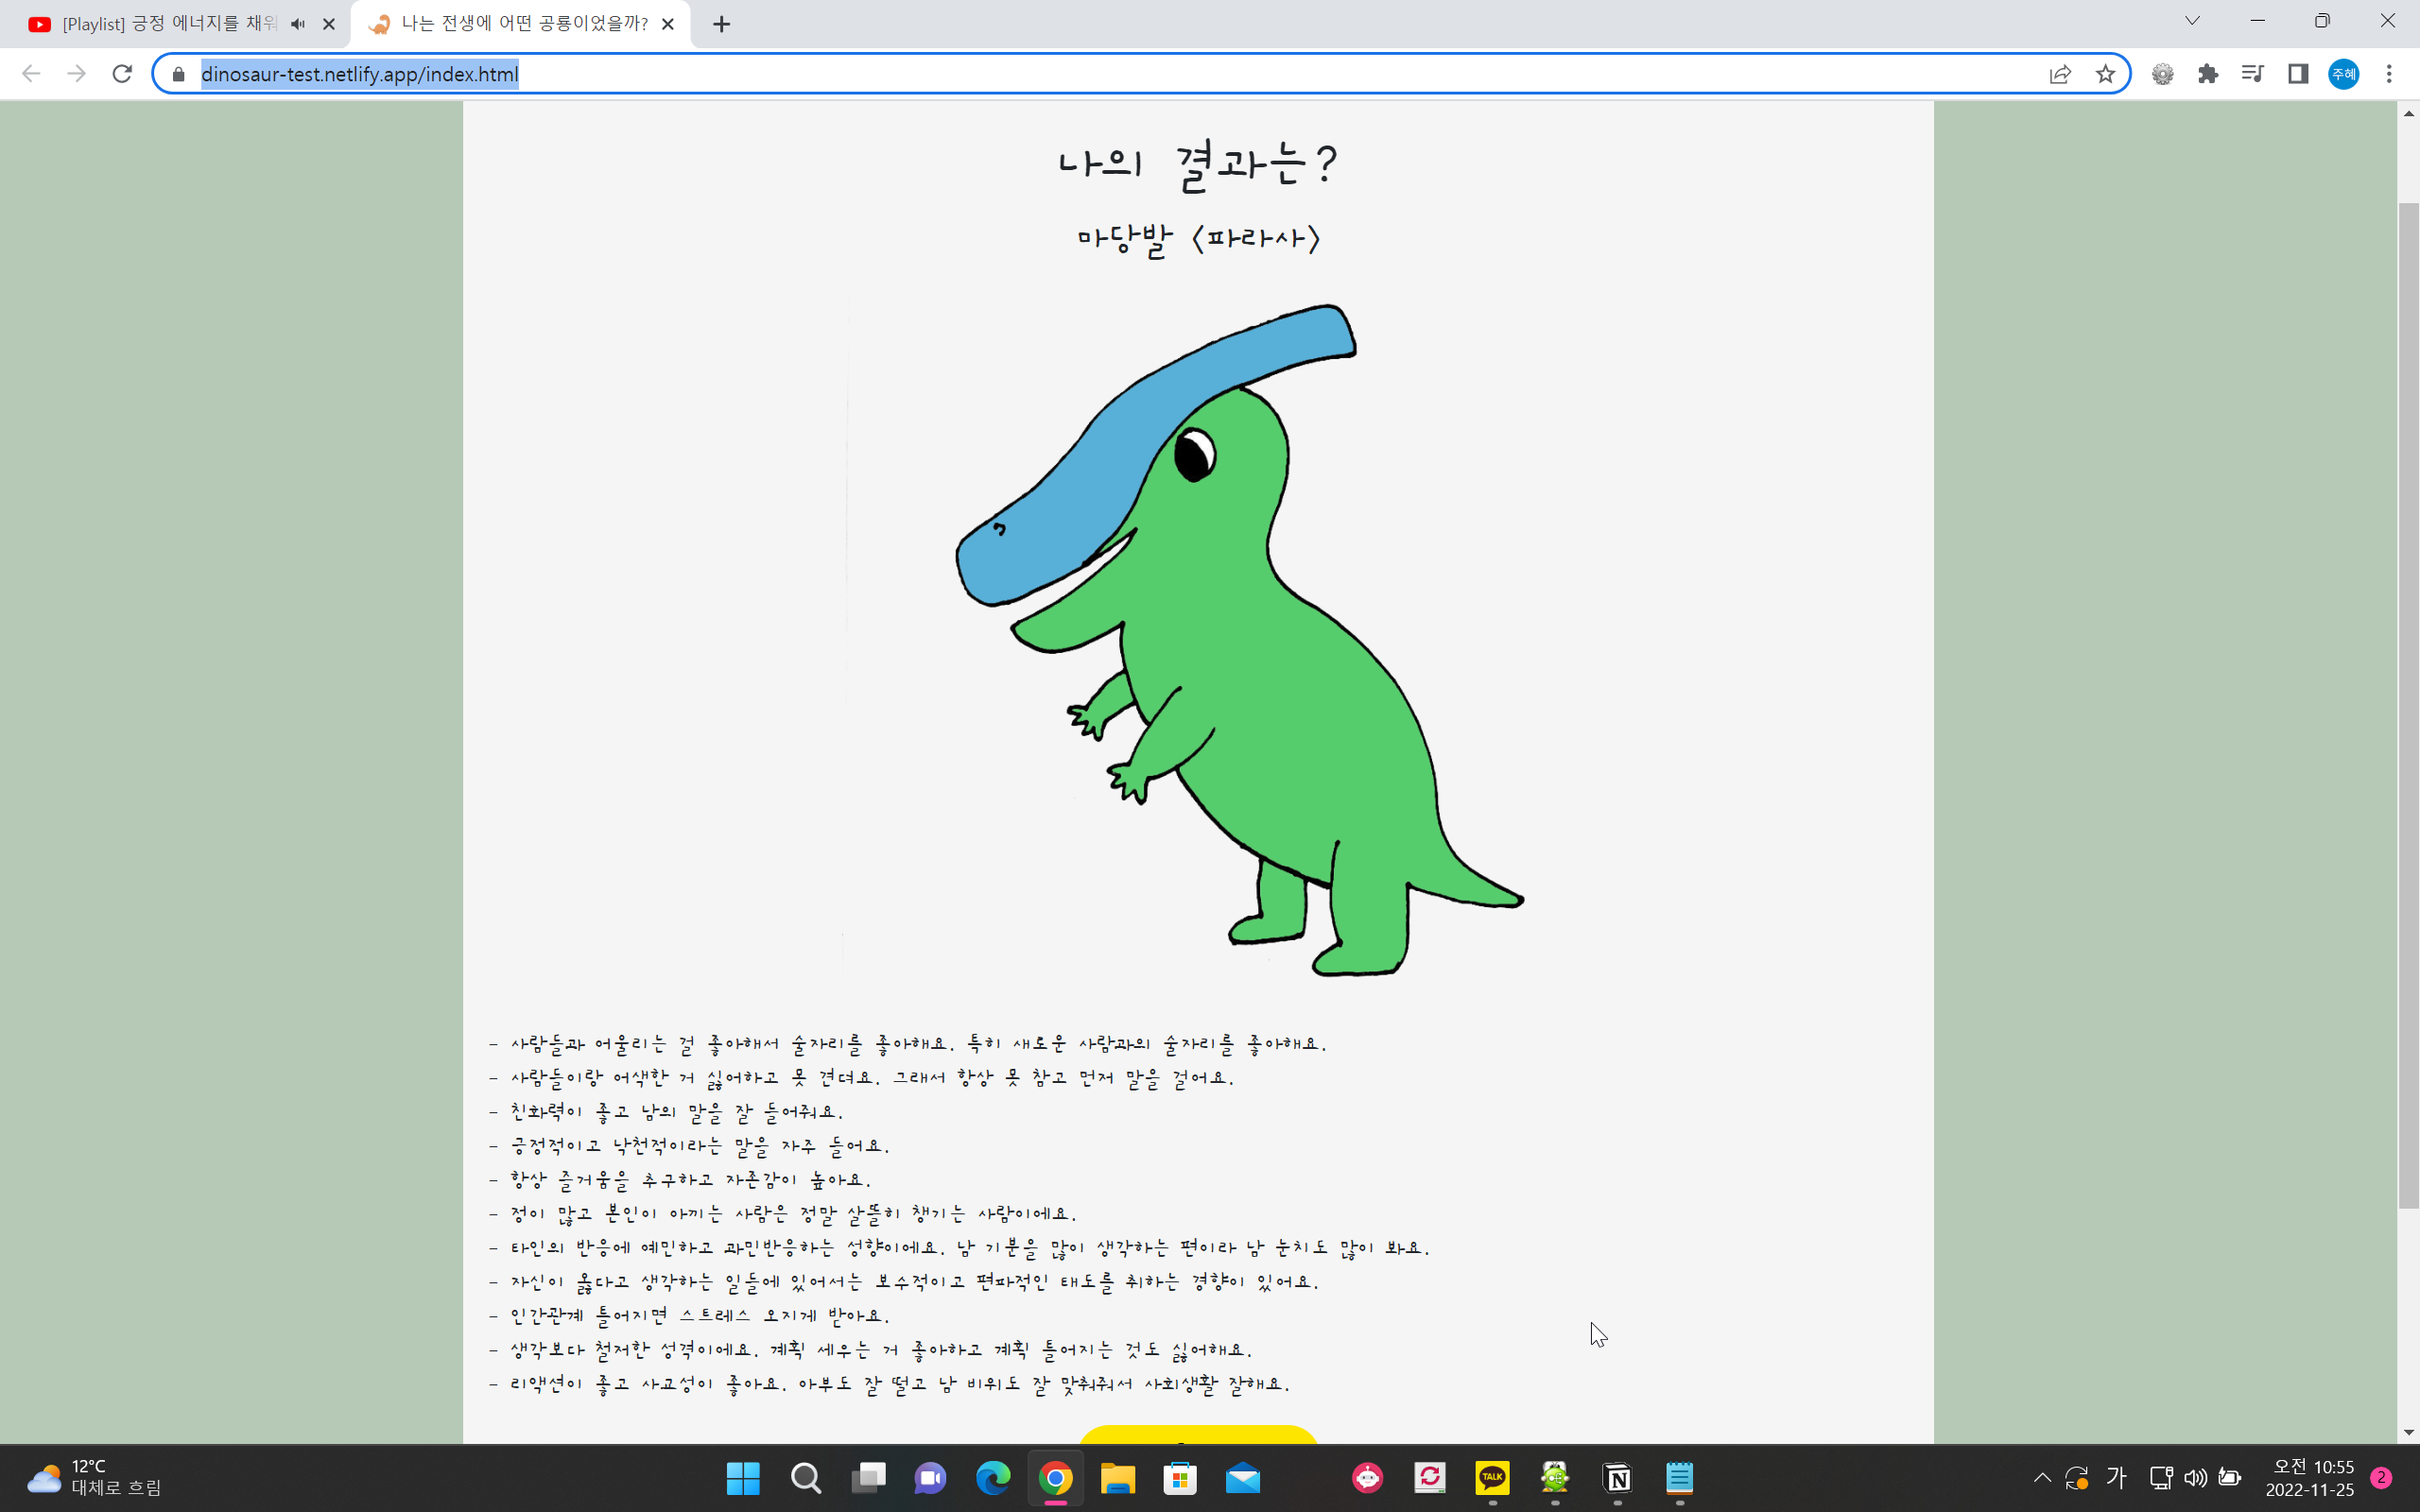 [Playlist] 긍정 에너지를 채워
나는 전생에 어떤 공룡이었을까?
dinosaur-test.netlify.app/index.html
주혜
나의 결과는?
마당발 <파라사>
- 사람들과 어울리는 걸 좋아해서 술자리를 좋아해요. 특히 새로운 사람과의 술자리를 좋아해요.
- 사람들이랑 어색한 거 싫어하고 못 견뎌요. 그래서 항상 못 참고 먼저 말을 걸어요.
- 친화력이 좋고 남의 말을 잘 들어줘요.
- 긍정적이고 낙천적이라는 말을 자주 들어요.
- 항상 즐거움을 추구하고 자존감이 높아요.
- 정이 많고 본인이 아끼는 사람은 정말 살뜰히 챙기는 사람이에요.
- 타인의 반응에 예민하고 과민반응하는 성향이에요. 남 기분을 많이 생각하는 편이라 남 눈치도 많이 봐요.
- 자신이 옳다고 생각하는 일들에 있어서는 보수적이고 편파적인 태도를 취하는 경향이 있어요.
- 인간관계 틀어지면 스트레스 오지게 받아요.
- 생각보다 철저한 성격이에요. 계획 세우는 거 좋아하고 계획 틀어지는 것도 싫어해요.
- 리액션이 좋고 사교성이 좋아요. 아부도 잘 떨고 남 비위도 잘 맞춰줘서 사회생활 잘해요.
12°C
대체로 흐림
TALK
가
오전 10:55
2022-11-25
2